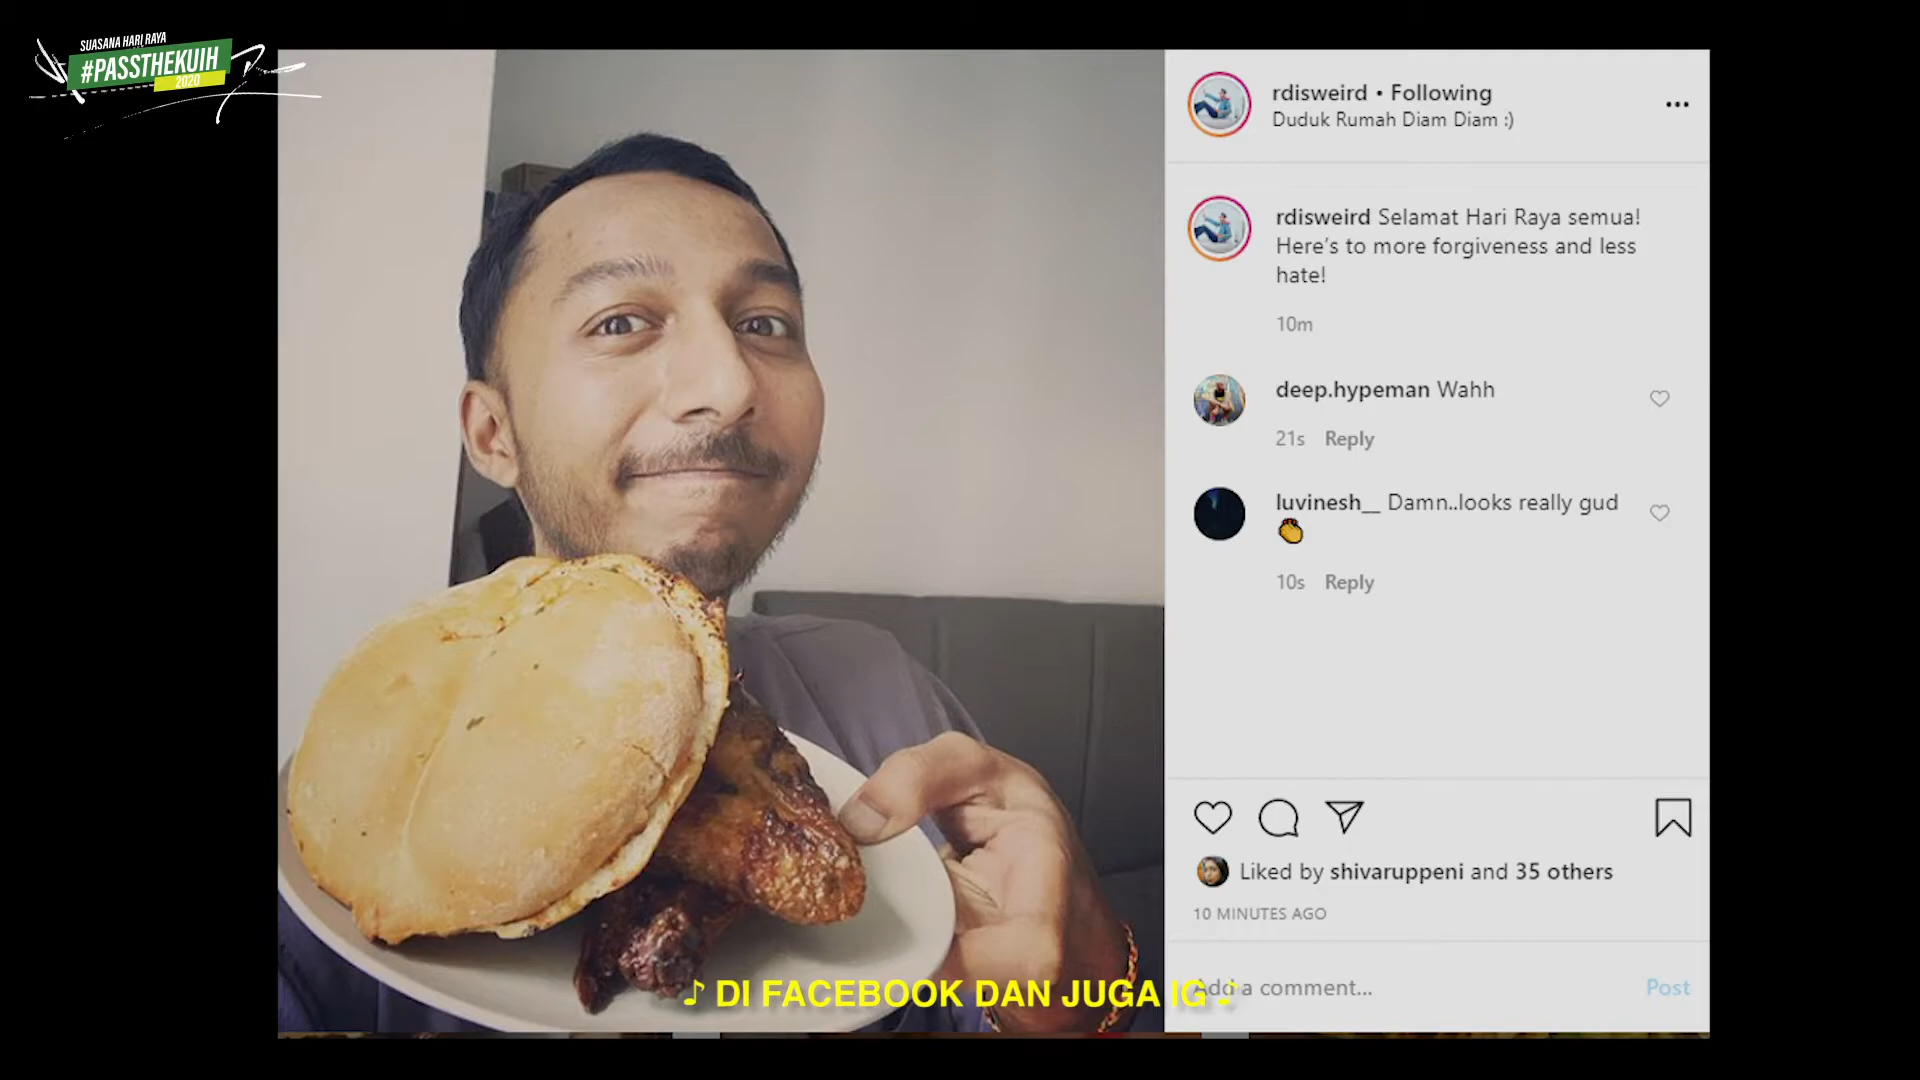 SUASANA HARI RAYA
#PASSTHEKUIH
2020
rdisweird • Following
Duduk Rumah Diam Diam :)
rdisweird Selamat Hari Raya semua!
Here's to more forgiveness and less
hate!
10m
deep.hypeman Wahh
21s Reply
luvinesh__ Damn..looks really gud
👏
10s Reply
Liked by shivaruppeni and 35 others
10 MINUTES AGO
Add a comment... Post
♪ DI FACEBOOK DAN JUGA IG ♪